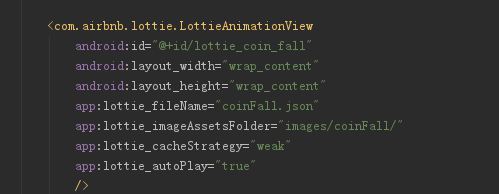 <com.airbnb.lottie.LottieAnimationView
android:id="@+id/lottie_coin_fall"
android:layout_width="wrap_content"
android:layout_height="wrap_content"
app:lottie_fileName="coinFall.json"
app:lottie_imageAssetsFolder="images/coinFall/"
app:lottie_cacheStrategy="weak"
app:lottie_autoPlay="true"
/>